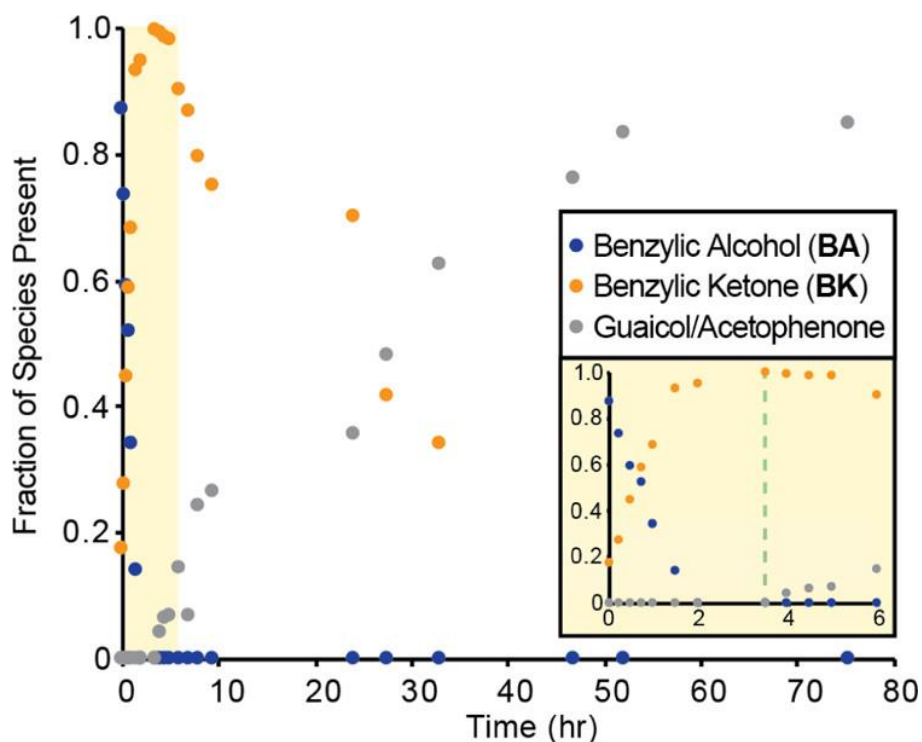 1.0
0.8
0.6
0.4
0.2
0
Fraction of Species Present
0 10 20 30 40 50 60 70 80
Time (hr)
Benzylic Alcohol (BA)
Benzylic Ketone (BK)
Guaicol/Acetophenone
1.0
0.8
0.6
0.4
0.2
0
0 2 4 6